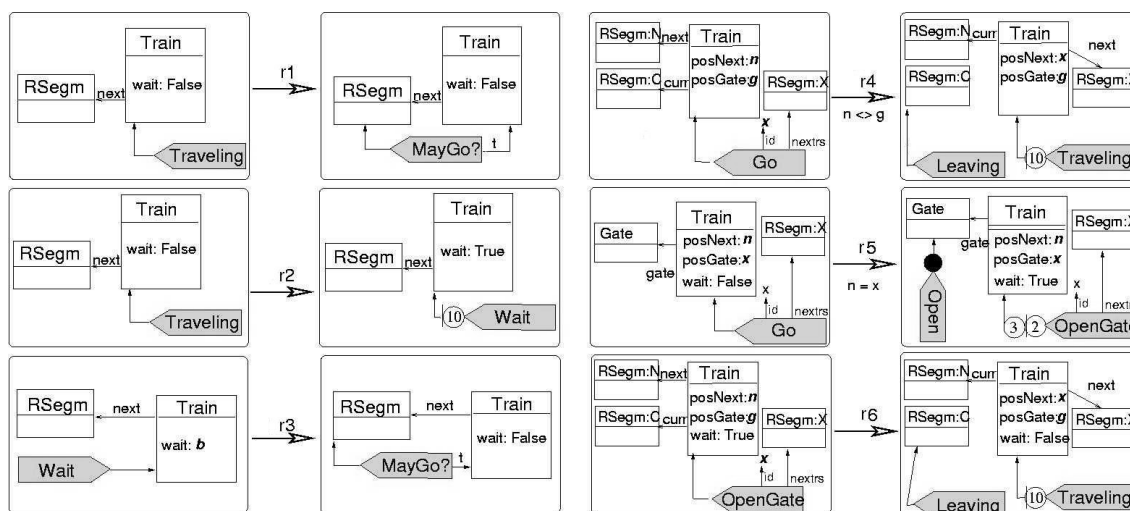 Train
wait: False
RSegm
next
Traveling
r1
Train
wait: False
RSegm
next
MayGo?
t
Train
wait: False
RSegm
next
Traveling
r2
Train
wait: True
RSegm
next
10
Wait
RSegm
next
Train
wait: b
Wait
r3
RSegm
next
Train
wait: False
MayGo?
t
RSegm:N
next
Train
posNext:n
posGate:g
RSegm:C
curr
RSegm:X
x
id
nextrs
Go
r4
n <> g
RSegm:N
curr
Train
posNext:x
posGate:g
next
RSegm:C
RSegm:X
Leaving
10
Traveling
Gate
gate
Train
posNext:n
posGate:x
wait: False
RSegm:X
x
id
nextrs
Go
r5
n = x
Gate
gate
Train
posNext:n
posGate:x
wait: True
RSegm:X
x
id
nextrs
Open
3
2
OpenGate
RSegm:N
next
Train
posNext:n
posGate:g
wait: True
RSegm:C
curr
RSegm:X
x
id
nextrs
OpenGate
r6
RSegm:N
curr
Train
posNext:x
posGate:g
wait: False
next
RSegm:C
RSegm:X
Leaving
10
Traveling